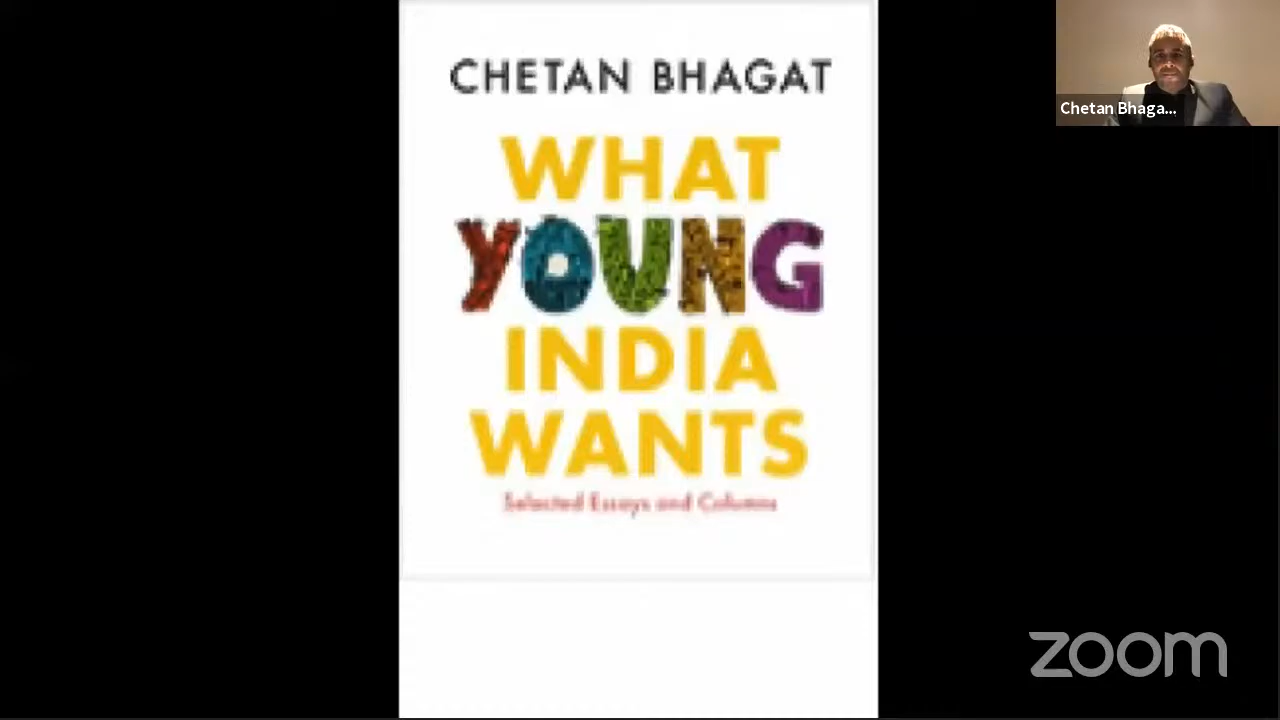 CHETAN BHAGAT
WHAT
YOUNG
INDIA
WANTS
Selected Essays and Columns
Chetan Bhaga...
zoom